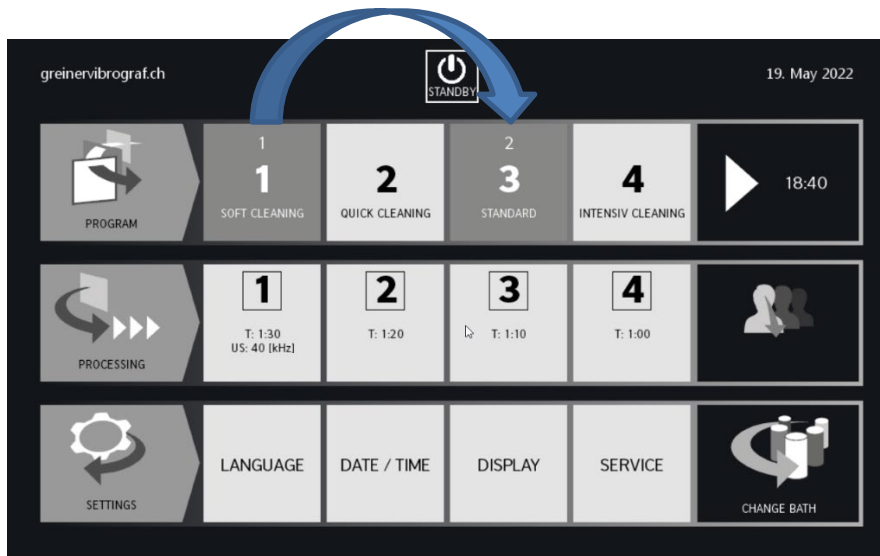 greinervibrograf.ch
STANDBY
19. May 2022
PROGRAM
1
1
SOFT CLEANING
2
QUICK CLEANING
2
3
STANDARD
4
INTENSIV CLEANING
18:40
PROCESSING
1
T: 1:30
US: 40 [kHz]
2
T: 1:20
3
T: 1:10
4
T: 1:00
SETTINGS
LANGUAGE
DATE / TIME
DISPLAY
SERVICE
CHANGE BATH